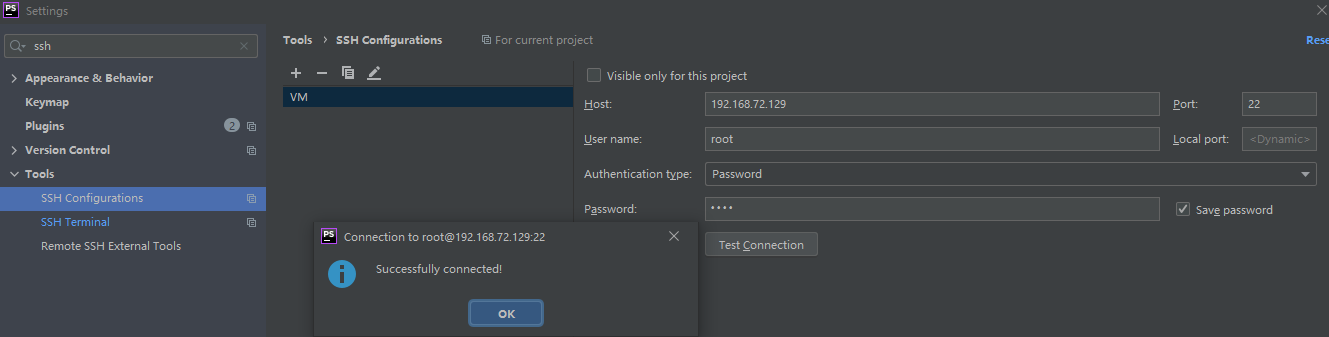 PS Settings
ssh
Tools › SSH Configurations For current project Rese
Appearance & Behavior
Keymap
Plugins 2
Version Control
Tools
SSH Configurations
SSH Terminal
Remote SSH External Tools
VM
Visible only for this project
Host: 192.168.72.129 Port: 22
User name: root Local port: <Dynamic>
Authentication type: Password
Password: •••• Save password
Test Connection
PS Connection to root@192.168.72.129:22
Successfully connected!
OK